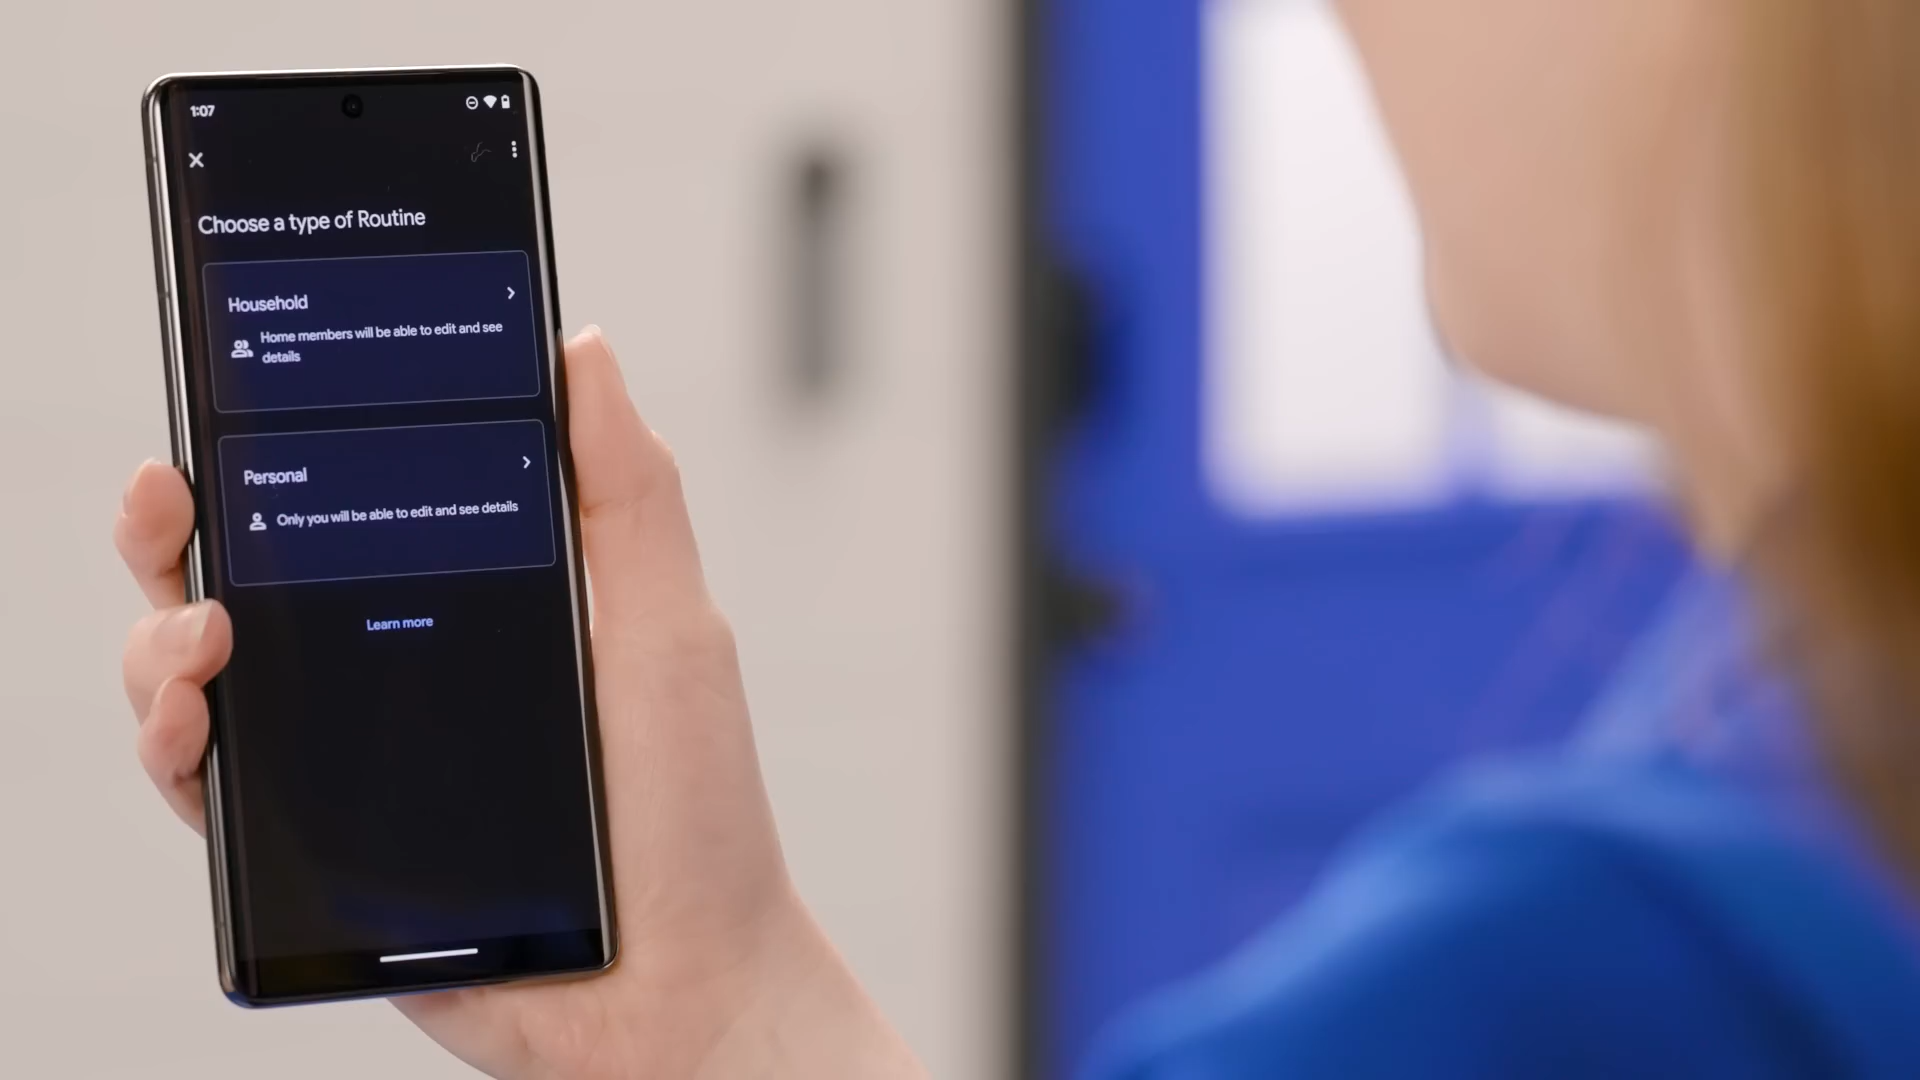 1:07
Choose a type of Routine
Household
Home members will be able to edit and see
details
Personal
Only you will be able to edit and see details
Learn more